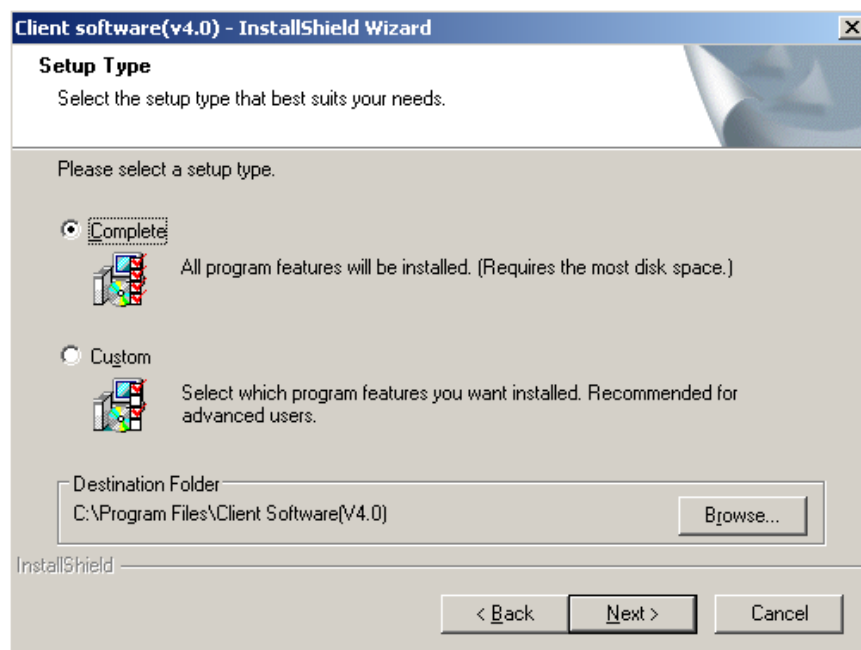 Client software(v4.0) - InstallShield Wizard
Setup Type
Select the setup type that best suits your needs.
Please select a setup type.
Complete
All program features will be installed. (Requires the most disk space.)
Custom
Select which program features you want installed. Recommended for
advanced users.
Destination Folder
C:\Program Files\Client Software(V4.0)
Browse...
InstallShield
< Back
Next >
Cancel